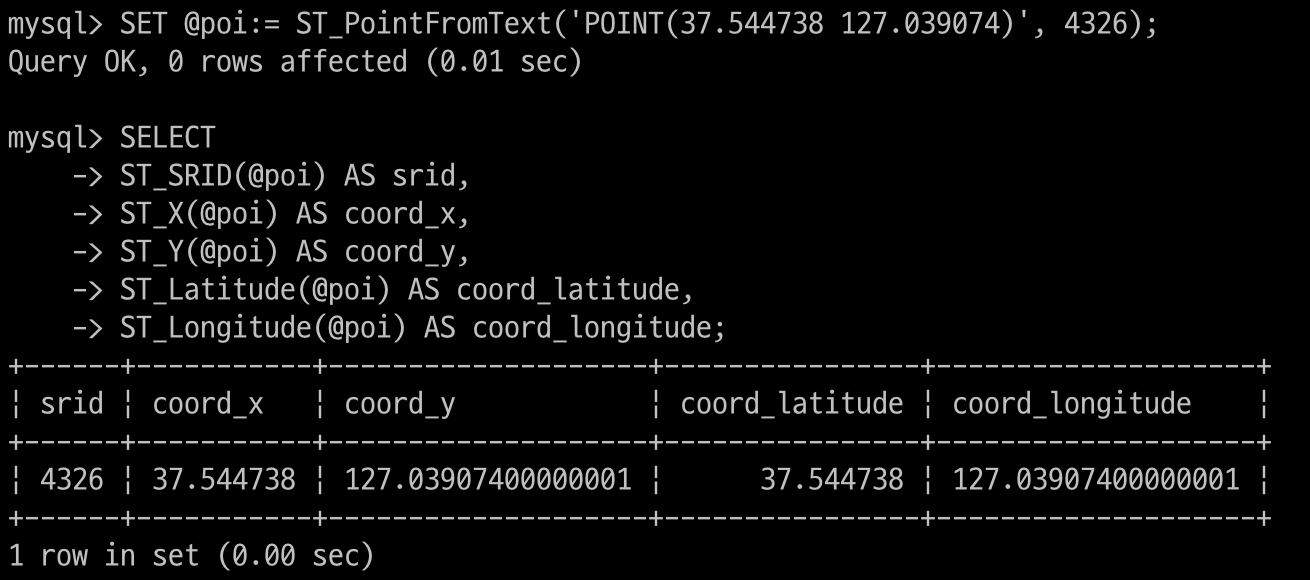 mysql> SET @poi:= ST_PointFromText('POINT(37.544738 127.039074)', 4326);
Query OK, 0 rows affected (0.01 sec)
mysql> SELECT
    -> ST_SRID(@poi) AS srid,
    -> ST_X(@poi) AS coord_x,
    -> ST_Y(@poi) AS coord_y,
    -> ST_Latitude(@poi) AS coord_latitude,
    -> ST_Longitude(@poi) AS coord_longitude;
+------+-----------+--------------------+----------------+--------------------+
| srid | coord_x   | coord_y            | coord_latitude | coord_longitude    |
+------+-----------+--------------------+----------------+--------------------+
| 4326 | 37.544738 | 127.03907400000001 |      37.544738 | 127.03907400000001 |
+------+-----------+--------------------+----------------+--------------------+
1 row in set (0.00 sec)